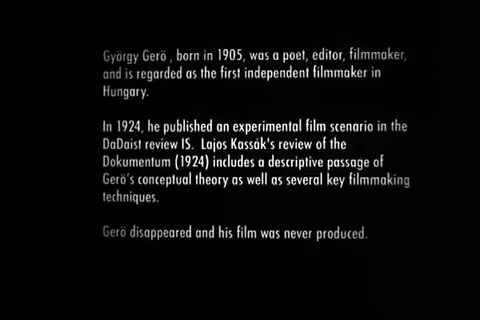 György Gerö , born in 1905, was a poet, editor, filmmaker,
and is regarded as the first independent filmmaker in
Hungary.
In 1924, he published an experimental film scenario in the
DaDaist review IS.  Lajos Kassák's review of the
Dokumentum (1924) includes a descriptive passage of
Gerö's conceptual theory as well as several key filmmaking
techniques.
Gerö disappeared and his film was never produced.